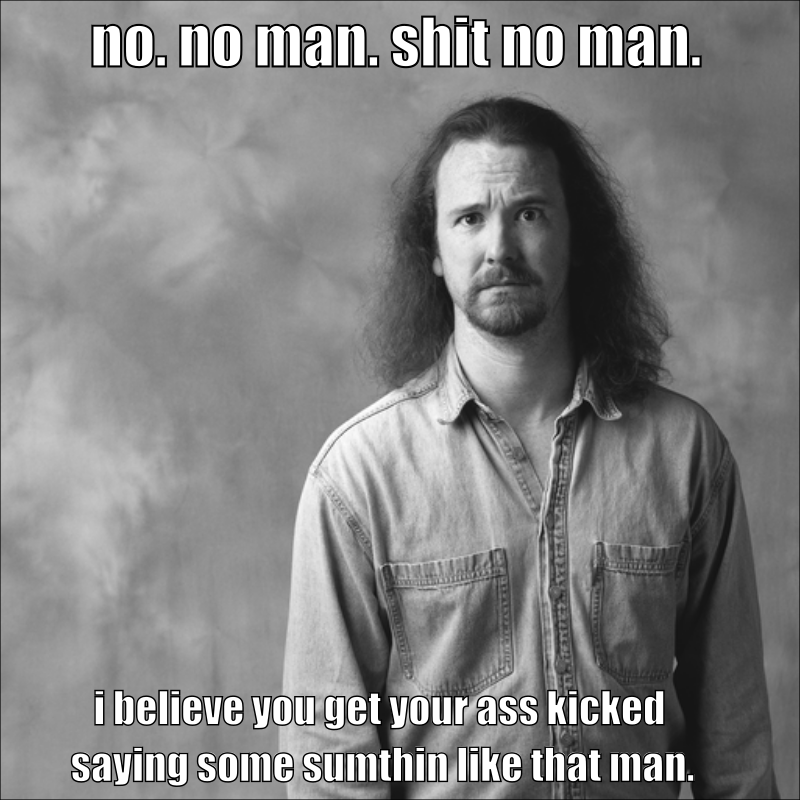 no. no man. shit no man.
i believe you get your ass kicked
saying some sumthin like that man.